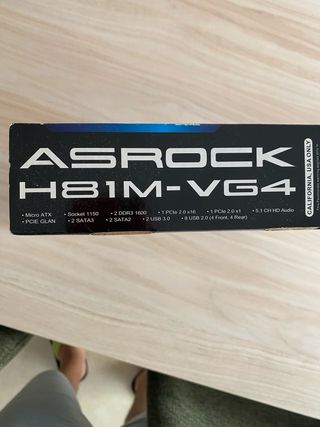 ASROCK
H81M-VG4
• Micro ATX • Socket 1150 • 2 DDR3 1600 • 1 PCIe 2.0 x16 • 1 PCIe 2.0 x1 • 5.1 CH HD Audio
• PCIE GLAN • 2 SATA3 • 2 SATA2 • 2 USB 3.0 • 8 USB 2.0 (4 Front, 4 Rear)
CALIFORNIA, USA ONLY